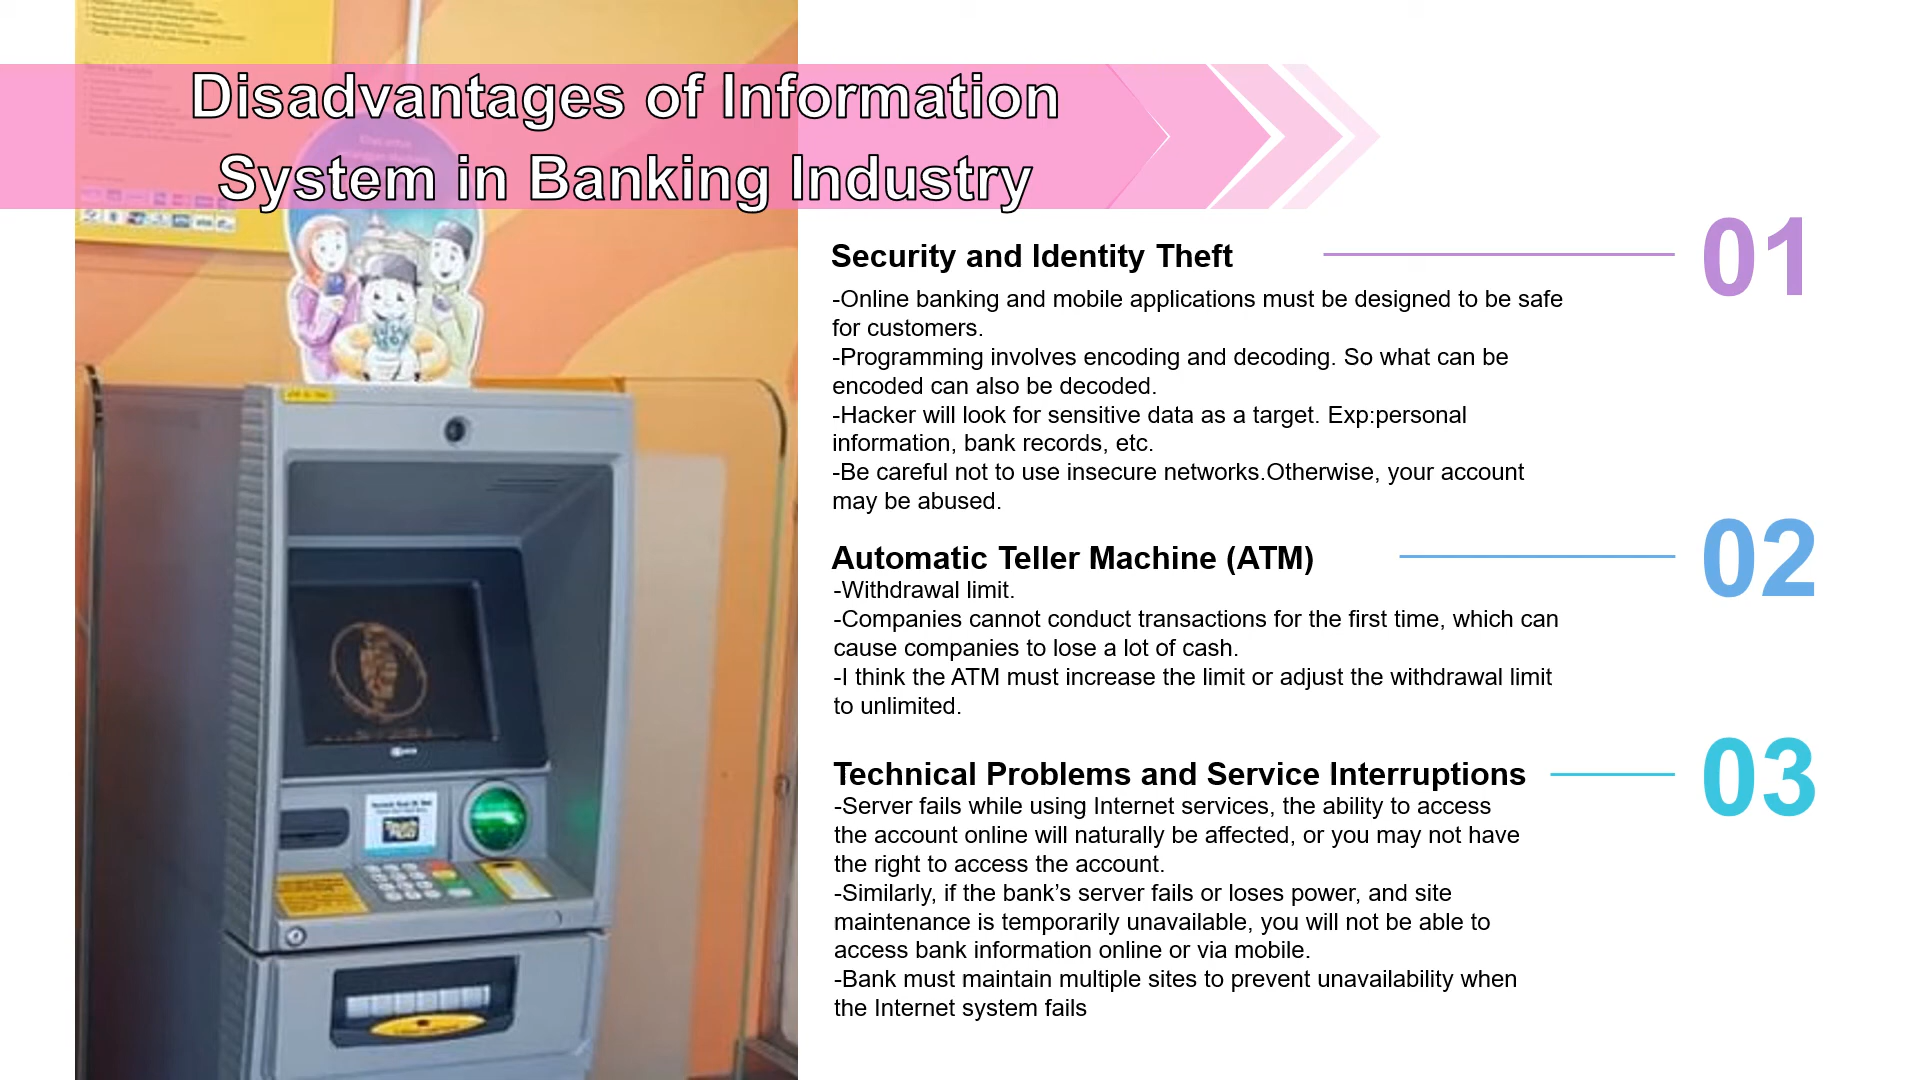 Disadvantages of Information
System in Banking Industry
01
Security and Identity Theft
-Online banking and mobile applications must be designed to be safe
for customers.
-Programming involves encoding and decoding. So what can be
encoded can also be decoded.
-Hacker will look for sensitive data as a target. Exp:personal
information, bank records, etc.
-Be careful not to use insecure networks.Otherwise, your account
may be abused.
02
Automatic Teller Machine (ATM)
-Withdrawal limit.
-Companies cannot conduct transactions for the first time, which can
cause companies to lose a lot of cash.
-I think the ATM must increase the limit or adjust the withdrawal limit
to unlimited.
03
Technical Problems and Service Interruptions
-Server fails while using Internet services, the ability to access
the account online will naturally be affected, or you may not have
the right to access the account.
-Similarly, if the bank’s server fails or loses power, and site
maintenance is temporarily unavailable, you will not be able to
access bank information online or via mobile.
-Bank must maintain multiple sites to prevent unavailability when
the Internet system fails